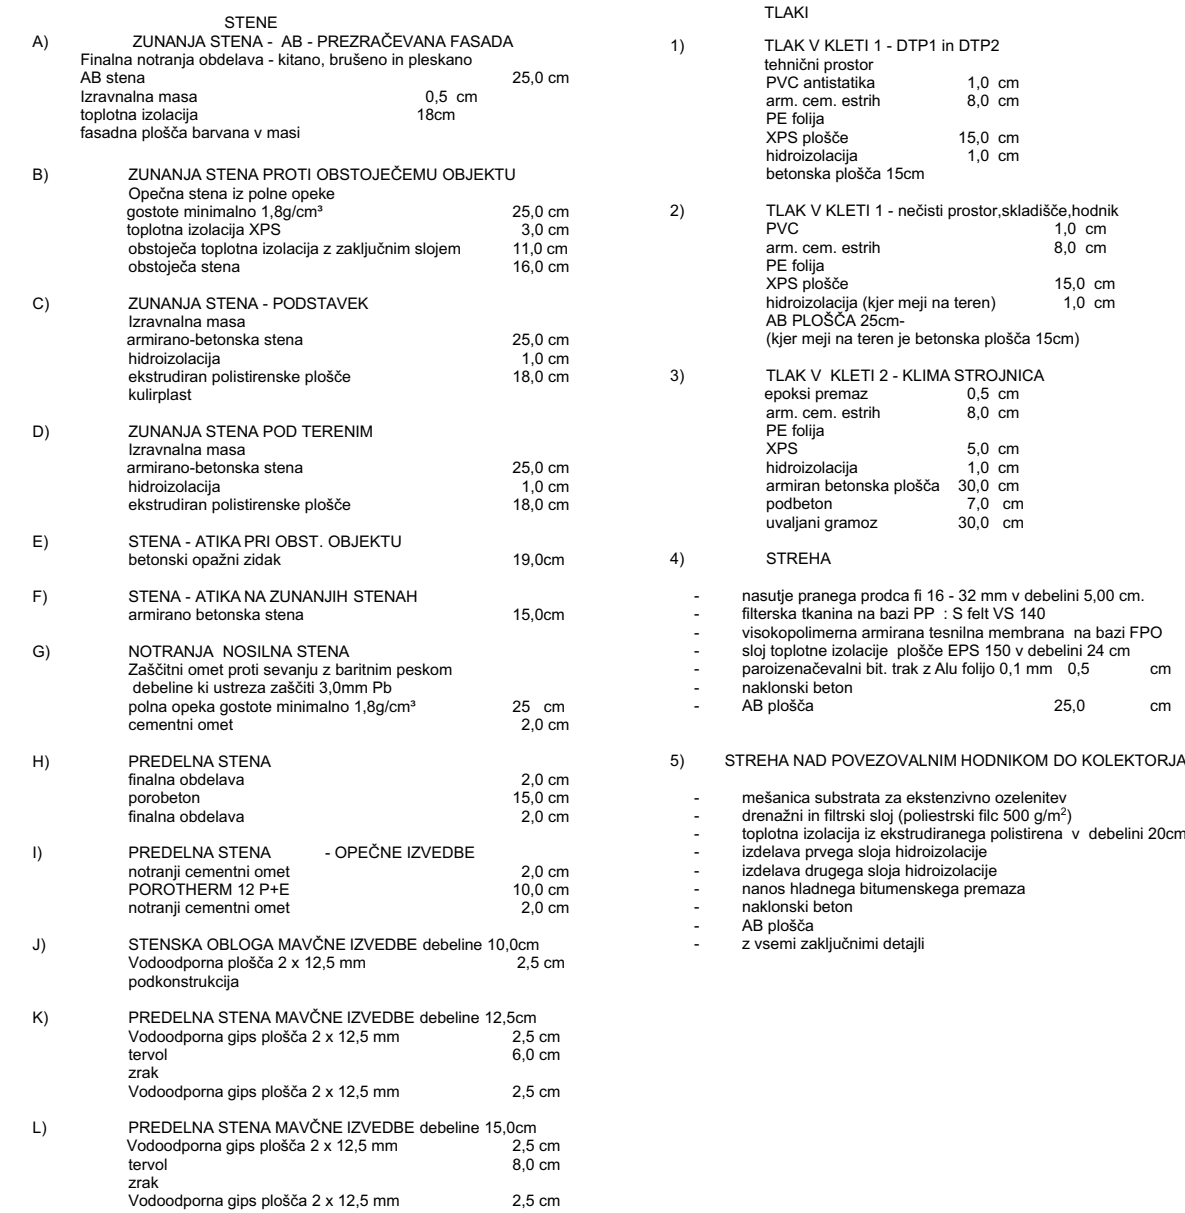 STENE
A) ZUNANJA STENA - AB - PREZRAČEVANA FASADA
Finalna notranja obdelava - kitano, brušeno in pleskano
AB stena 25,0 cm
Izravnalna masa 0,5 cm
toplotna izolacija 18cm
fasadna plošča barvana v masi
B) ZUNANJA STENA PROTI OBSTOJEČEMU OBJEKTU
Opečna stena iz polne opeke
gostote minimalno 1,8g/cm³ 25,0 cm
toplotna izolacija XPS 3,0 cm
obstoječa toplotna izolacija z zaključnim slojem 11,0 cm
obstoječa stena 16,0 cm
C) ZUNANJA STENA - PODSTAVEK
Izravnalna masa
armirano-betonska stena 25,0 cm
hidroizolacija 1,0 cm
ekstrudiran polistirenske plošče 18,0 cm
kulirplast
D) ZUNANJA STENA POD TERENIM
Izravnalna masa
armirano-betonska stena 25,0 cm
hidroizolacija 1,0 cm
ekstrudiran polistirenske plošče 18,0 cm
E) STENA - ATIKA PRI OBST. OBJEKTU
betonski opažni zidak 19,0cm
F) STENA - ATIKA NA ZUNANJIH STENAH
armirano betonska stena 15,0cm
G) NOTRANJA NOSILNA STENA
Zaščitni omet proti sevanju z baritnim peskom
debeline ki ustreza zaščiti 3,0mm Pb
polna opeka gostote minimalno 1,8g/cm³ 25 cm
cementni omet 2,0 cm
H) PREDELNA STENA
finalna obdelava 2,0 cm
porobeton 15,0 cm
finalna obdelava 2,0 cm
I) PREDELNA STENA - OPEČNE IZVEDBE
notranji cementni omet 2,0 cm
POROTHERM 12 P+E 10,0 cm
notranji cementni omet 2,0 cm
J) STENSKA OBLOGA MAVČNE IZVEDBE debeline 10,0cm
Vodoodporna plošča 2 x 12,5 mm 2,5 cm
podkonstrukcija
K) PREDELNA STENA MAVČNE IZVEDBE debeline 12,5cm
Vodoodporna gips plošča 2 x 12,5 mm 2,5 cm
tervol 6,0 cm
zrak
Vodoodporna gips plošča 2 x 12,5 mm 2,5 cm
L) PREDELNA STENA MAVČNE IZVEDBE debeline 15,0cm
Vodoodporna gips plošča 2 x 12,5 mm 2,5 cm
tervol 8,0 cm
zrak
Vodoodporna gips plošča 2 x 12,5 mm 2,5 cm
TLAKI
1) TLAK V KLETI 1 - DTP1 in DTP2
tehnični prostor
PVC antistatika 1,0 cm
arm. cem. estrih 8,0 cm
PE folija
XPS plošče 15,0 cm
hidroizolacija 1,0 cm
betonska plošča 15cm
2) TLAK V KLETI 1 - nečisti prostor,skladišče,hodnik
PVC 1,0 cm
arm. cem. estrih 8,0 cm
PE folija
XPS plošče 15,0 cm
hidroizolacija (kjer meji na teren) 1,0 cm
AB PLOŠČA 25cm-
(kjer meji na teren je betonska plošča 15cm)
3) TLAK V KLETI 2 - KLIMA STROJNICA
epoksi premaz 0,5 cm
arm. cem. estrih 8,0 cm
PE folija
XPS 5,0 cm
hidroizolacija 1,0 cm
armiran betonska plošča 30,0 cm
podbeton 7,0 cm
uvaljani gramoz 30,0 cm
4) STREHA
- nasutje pranega prodca fi 16 - 32 mm v debelini 5,00 cm.
- filterska tkanina na bazi PP : S felt VS 140
- visokopolimerna armirana tesnilna membrana na bazi FPO
- sloj toplotne izolacije plošče EPS 150 v debelini 24 cm
- paroizenačevalni bit. trak z Alu folijo 0,1 mm 0,5 cm
- naklonski beton
- AB plošča 25,0 cm
5) STREHA NAD POVEZOVALNIM HODNIKOM DO KOLEKTORJA
- mešanica substrata za ekstenzivno ozelenitev
- drenažni in filtrski sloj (poliestrski filc 500 g/m²)
- toplotna izolacija iz ekstrudiranega polistirena v debelini 20cm
- izdelava prvega sloja hidroizolacije
- izdelava drugega sloja hidroizolacije
- nanos hladnega bitumenskega premaza
- naklonski beton
- AB plošča
- z vsemi zaključnimi detajli